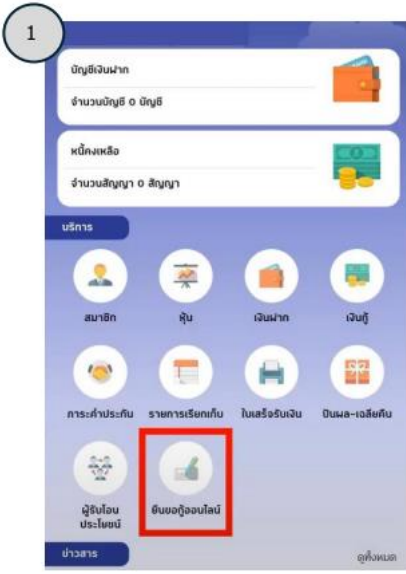 1
บัญชีเงินฝาก
จำนวนบัญชี 0 บัญชี
หนี้คงเหลือ
จำนวนสัญญา 0 สัญญา
บริการ
สมาชิก หุ้น เงินฝาก เงินกู้
ภาระค้ำประกัน รายการเรียกเก็บ ใบเสร็จรับเงิน ปันผล-เฉลี่ยคืน
ผู้รับโอน
ประโยชน์
ยืนขอกู้ออนไลน์
ข่าวสาร ดูทั้งหมด